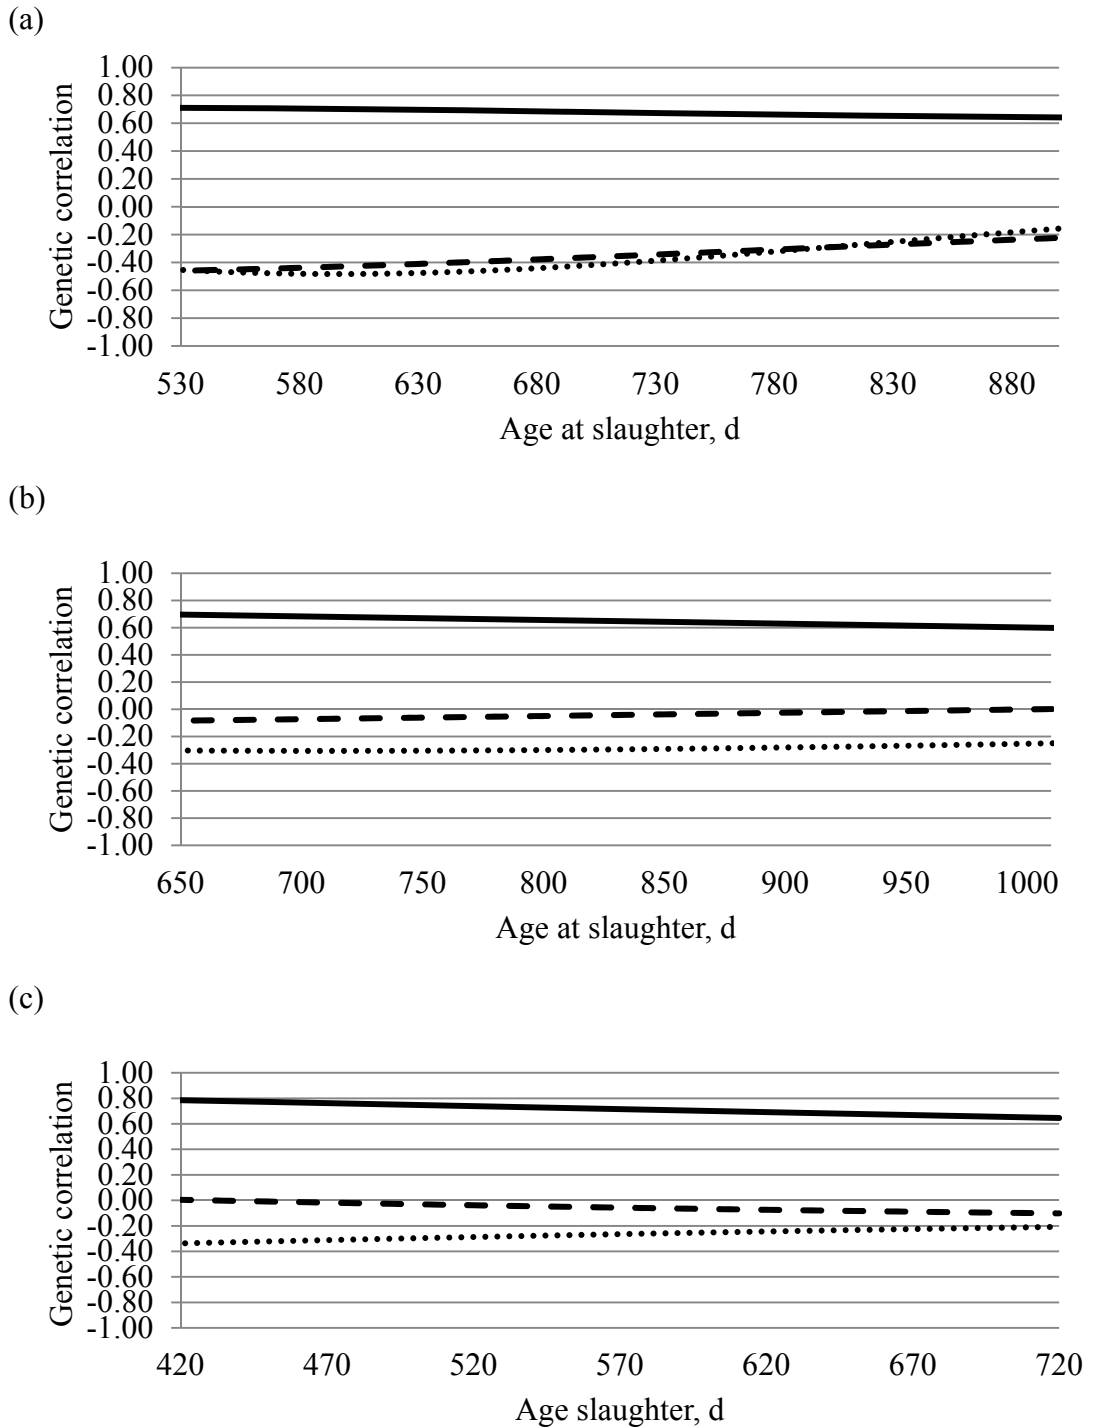 (a)
1.00
0.80
0.60
0.40
0.20
0.00
-0.20
-0.40
-0.60
-0.80
-1.00
Genetic correlation
530 580 630 680 730 780 830 880
Age at slaughter, d
(b)
1.00
0.80
0.60
0.40
0.20
0.00
-0.20
-0.40
-0.60
-0.80
-1.00
Genetic correlation
650 700 750 800 850 900 950 1000
Age at slaughter, d
(c)
1.00
0.80
0.60
0.40
0.20
0.00
-0.20
-0.40
-0.60
-0.80
-1.00
Genetic correlation
420 470 520 570 620 670 720
Age slaughter, d